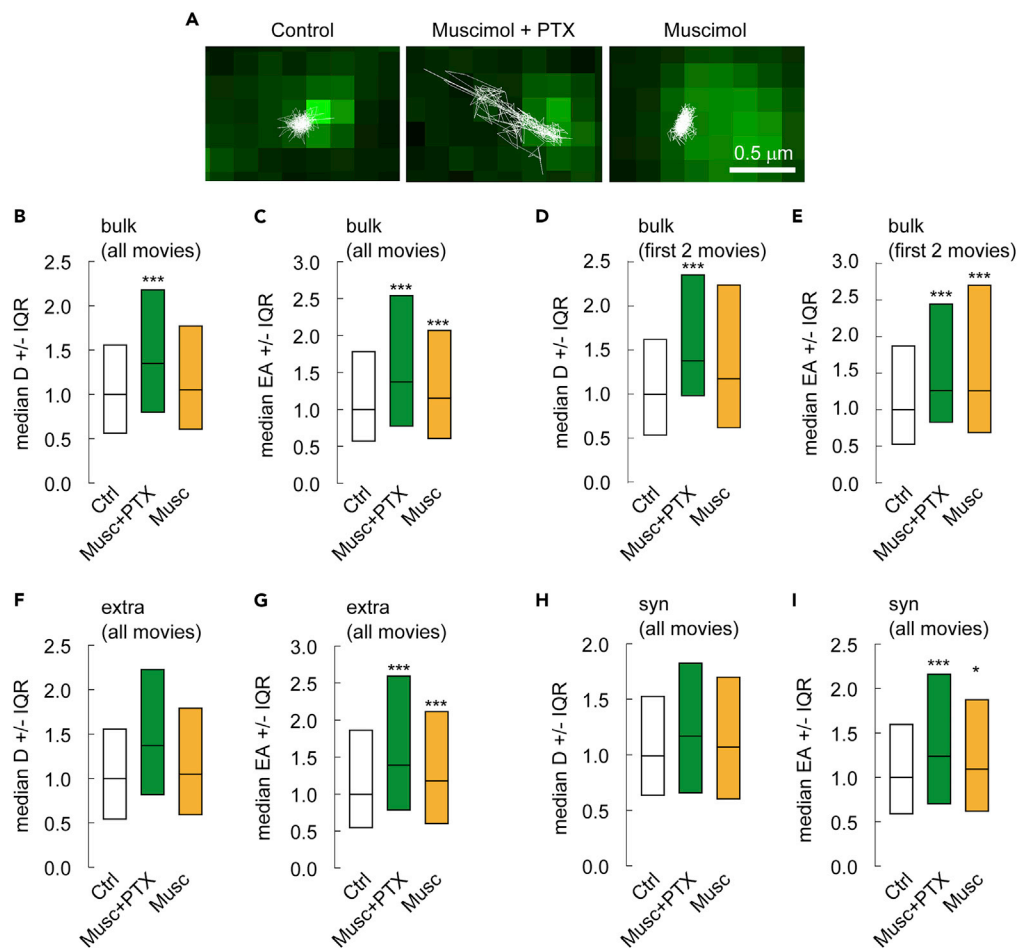 A
Control
Muscimol + PTX
Muscimol
0.5 µm
B
bulk
(all movies)
median D +/- IQR
2.5
2.0
1.5
1.0
0.5
0.0
***
Ctrl
Musc+PTX
Musc
C
bulk
(all movies)
median EA +/- IQR
3.0
2.5
2.0
1.5
1.0
0.5
0.0
***
***
Ctrl
Musc+PTX
Musc
D
bulk
(first 2 movies)
median D +/- IQR
2.5
2.0
1.5
1.0
0.5
0.0
***
Ctrl
Musc+PTX
Musc
E
bulk
(first 2 movies)
median EA +/- IQR
3.0
2.5
2.0
1.5
1.0
0.5
0.0
***
***
Ctrl
Musc+PTX
Musc
F
extra
(all movies)
median D +/- IQR
2.5
2.0
1.5
1.0
0.5
0.0
Ctrl
Musc+PTX
Musc
G
extra
(all movies)
median EA +/- IQR
3.0
2.5
2.0
1.5
1.0
0.5
0.0
***
***
Ctrl
Musc+PTX
Musc
H
syn
(all movies)
median D +/- IQR
2.0
1.5
1.0
0.5
0.0
Ctrl
Musc+PTX
Musc
I
syn
(all movies)
median EA +/- IQR
2.5
2.0
1.5
1.0
0.5
0.0
***
*
Ctrl
Musc+PTX
Musc